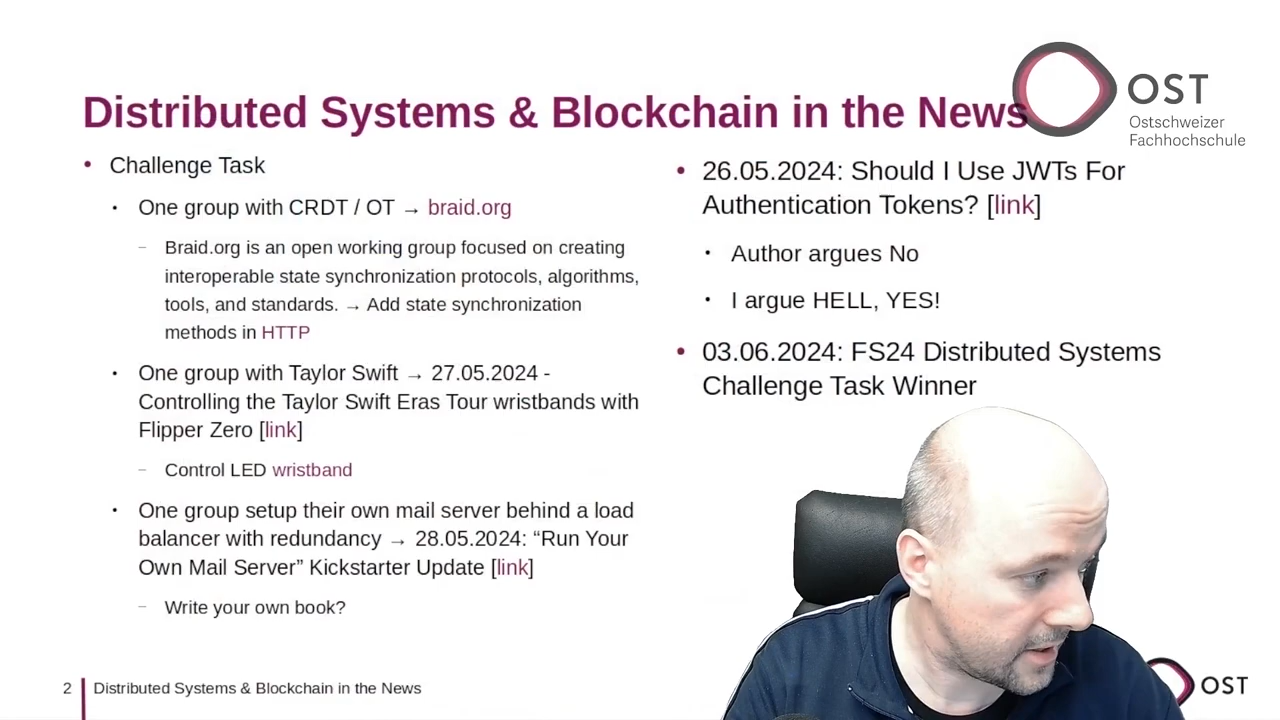 Distributed Systems & Blockchain in the News
OST
Ostschweizer
Fachhochschule
• Challenge Task
• One group with CRDT / OT → braid.org
– Braid.org is an open working group focused on creating
interoperable state synchronization protocols, algorithms,
tools, and standards. → Add state synchronization
methods in HTTP
• One group with Taylor Swift → 27.05.2024 -
Controlling the Taylor Swift Eras Tour wristbands with
Flipper Zero [link]
– Control LED wristband
• One group setup their own mail server behind a load
balancer with redundancy → 28.05.2024: “Run Your
Own Mail Server” Kickstarter Update [link]
– Write your own book?
• 26.05.2024: Should I Use JWTs For
Authentication Tokens? [link]
• Author argues No
• I argue HELL, YES!
• 03.06.2024: FS24 Distributed Systems
Challenge Task Winner
2 Distributed Systems & Blockchain in the News
OST